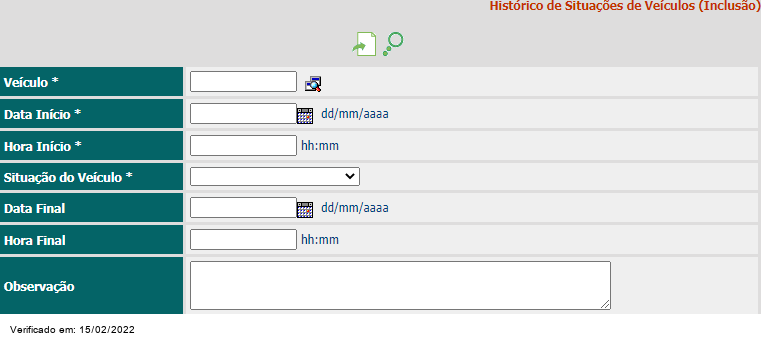 Histórico de Situações de Veículos (Inclusão)
Veículo *
Data Início * dd/mm/aaaa
Hora Início * hh:mm
Situação do Veículo *
Data Final dd/mm/aaaa
Hora Final hh:mm
Observação
Verificado em: 15/02/2022